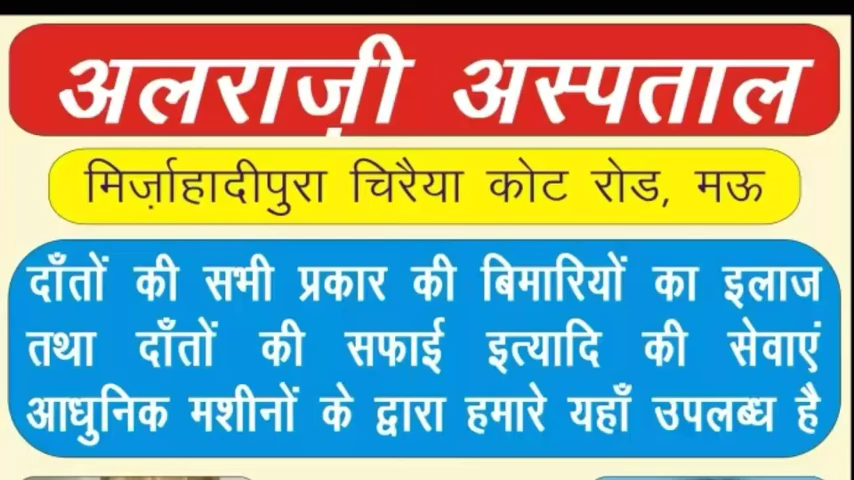 अलराज़ी अस्पताल
मिर्ज़ाहादीपुरा चिरैया कोट रोड, मऊ
दाँतों की सभी प्रकार की बिमारियों का इलाज
तथा दाँतों की सफाई इत्यादि की सेवाएं
आधुनिक मशीनों के द्वारा हमारे यहाँ उपलब्ध है